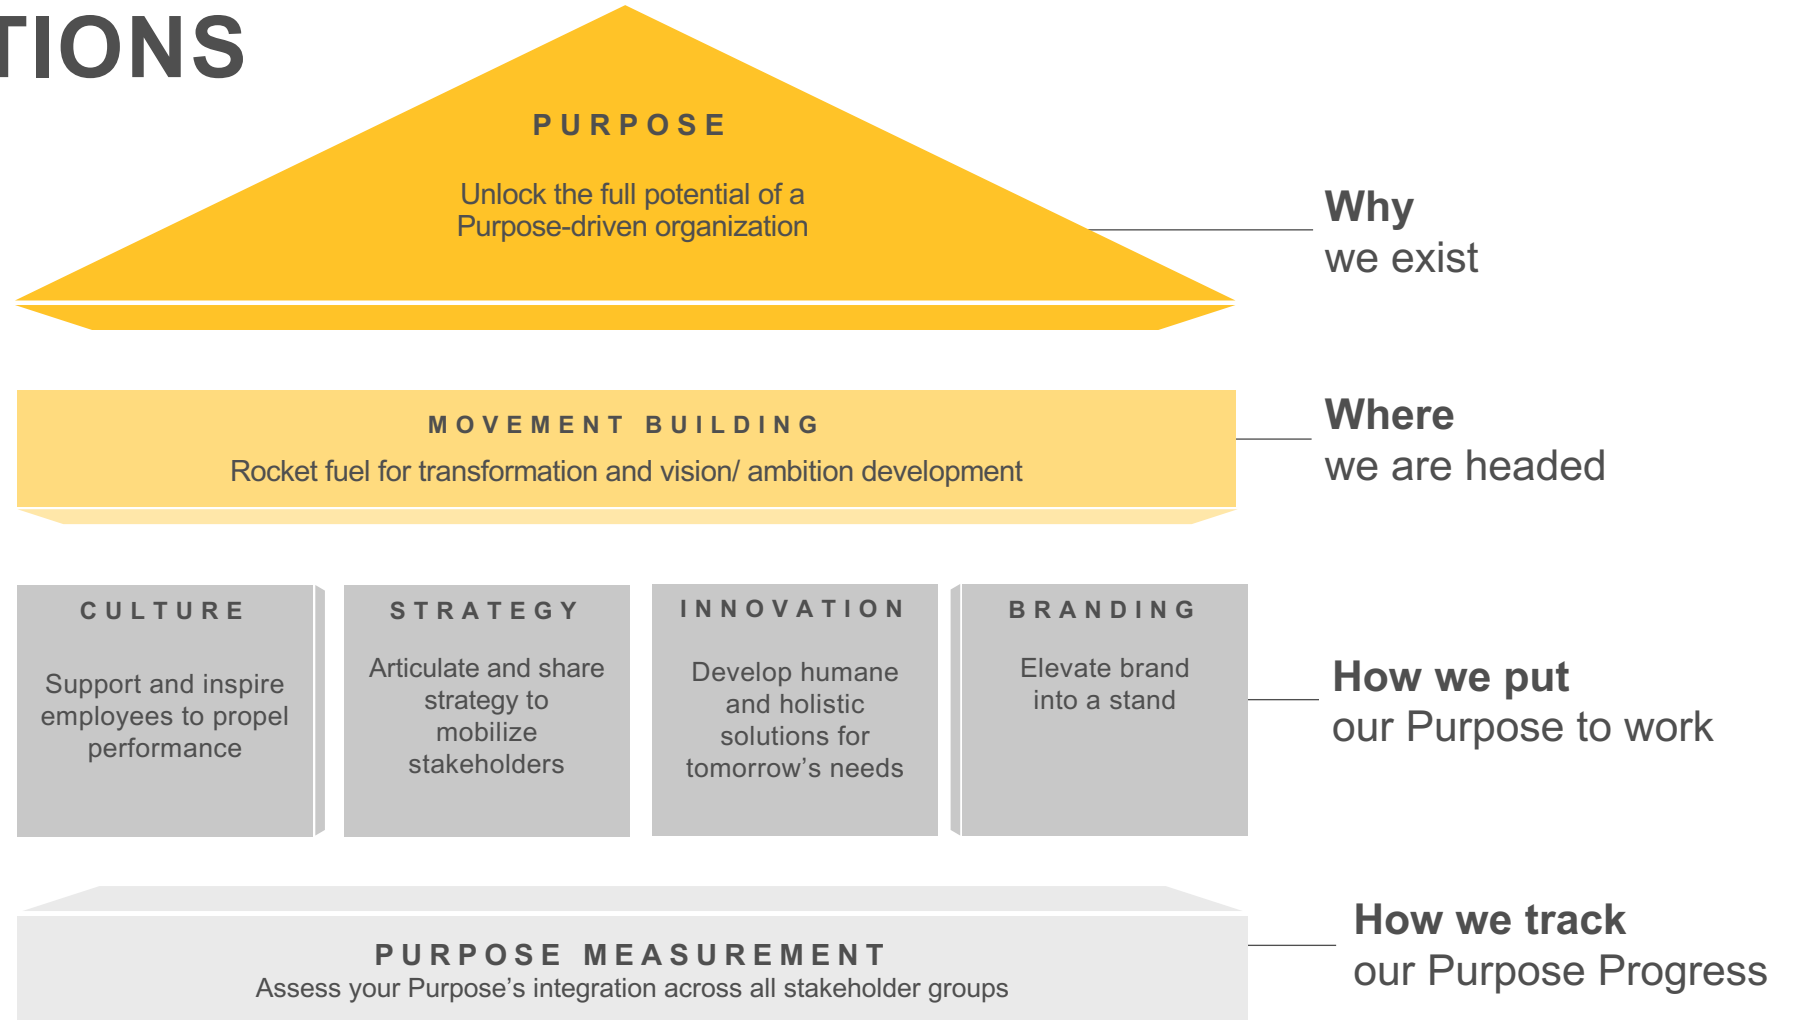 TIONS
PURPOSE
Unlock the full potential of a
Purpose-driven organization
Why
we exist
MOVEMENT BUILDING
Rocket fuel for transformation and vision/ ambition development
Where
we are headed
CULTURE
Support and inspire
employees to propel
performance
STRATEGY
Articulate and share
strategy to
mobilize
stakeholders
INNOVATION
Develop humane
and holistic
solutions for
tomorrow’s needs
BRANDING
Elevate brand
into a stand
How we put
our Purpose to work
PURPOSE MEASUREMENT
Assess your Purpose’s integration across all stakeholder groups
How we track
our Purpose Progress